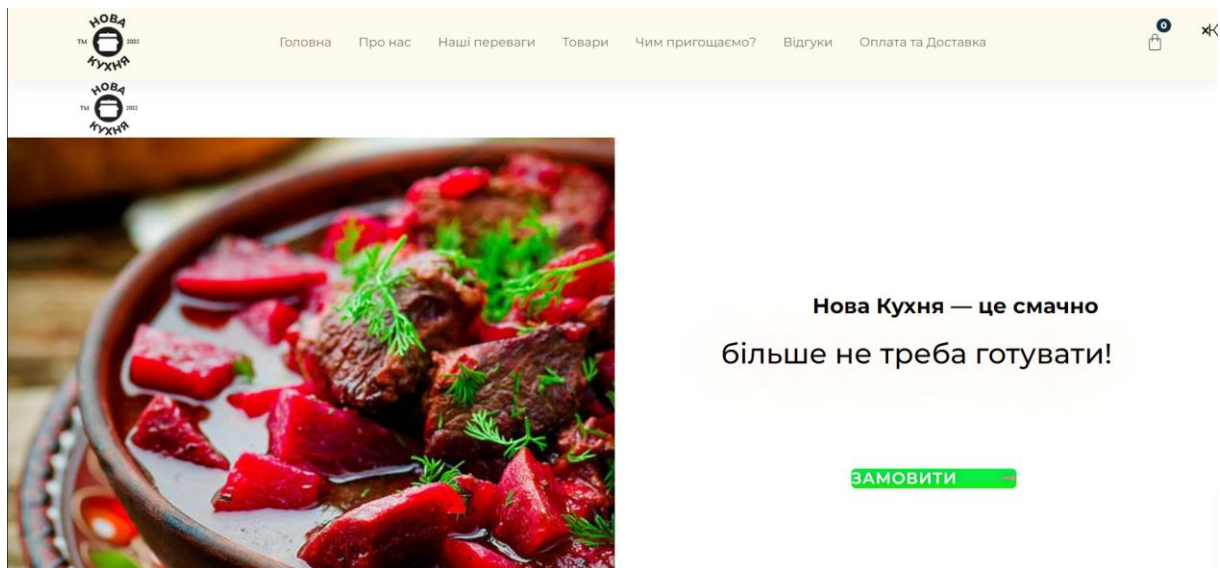 НОВА
ТМ 2022
КУХНЯ
Головна Про нас Наші переваги Товари Чим пригощаємо? Відгуки Оплата та Доставка
0
НОВА
ТМ 2022
КУХНЯ
Нова Кухня — це смачно
більше не треба готувати!
ЗАМОВИТИ →